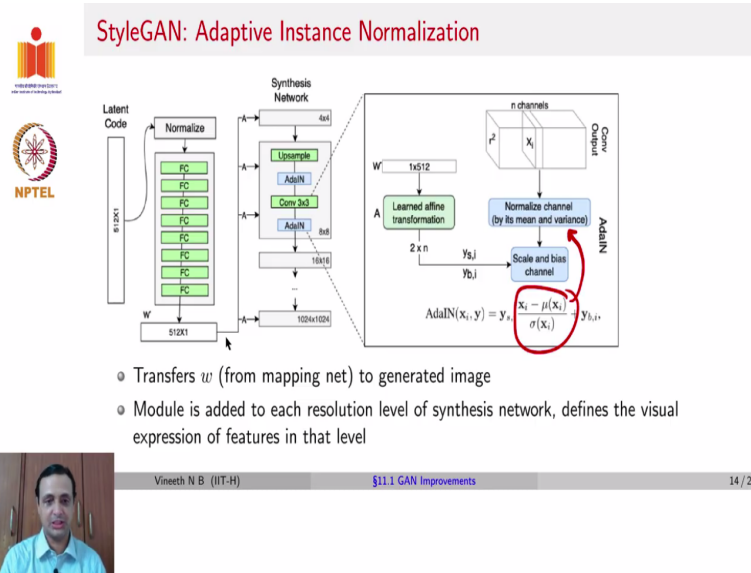 StyleGAN: Adaptive Instance Normalization
NPTEL
Latent
Code
512X1
Normalize
FC
FC
FC
FC
FC
FC
FC
FC
W
512X1
Synthesis
Network
A
4x4
Upsample
A
AdaIN
Conv 3x3
A
AdaIN
8x8
16x16
...
A
1024x1024
n channels
r²
Xi
Conv
Output
W
1x512
A
Learned affine
transformation
2 x n
ys,i
yb,i
Normalize channel
(by its mean and variance)
Scale and bias
channel
AdaIN
AdaIN(xi, y) = ys, xi − μ(xi) / σ(xi) + yb,i,
Transfers w (from mapping net) to generated image
Module is added to each resolution level of synthesis network, defines the visual
expression of features in that level
Vineeth N B (IIT-H)
§11.1 GAN Improvements
14 / 2